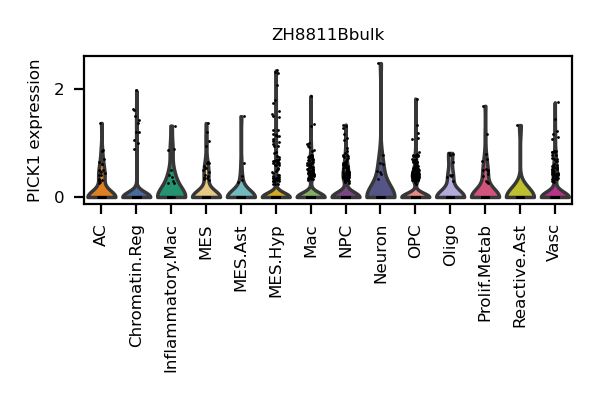 ZH8811Bbulk
PICK1 expression
2
0
AC
Chromatin.Reg
Inflammatory.Mac
MES
MES.Ast
MES.Hyp
Mac
NPC
Neuron
OPC
Oligo
Prolif.Metab
Reactive.Ast
Vasc